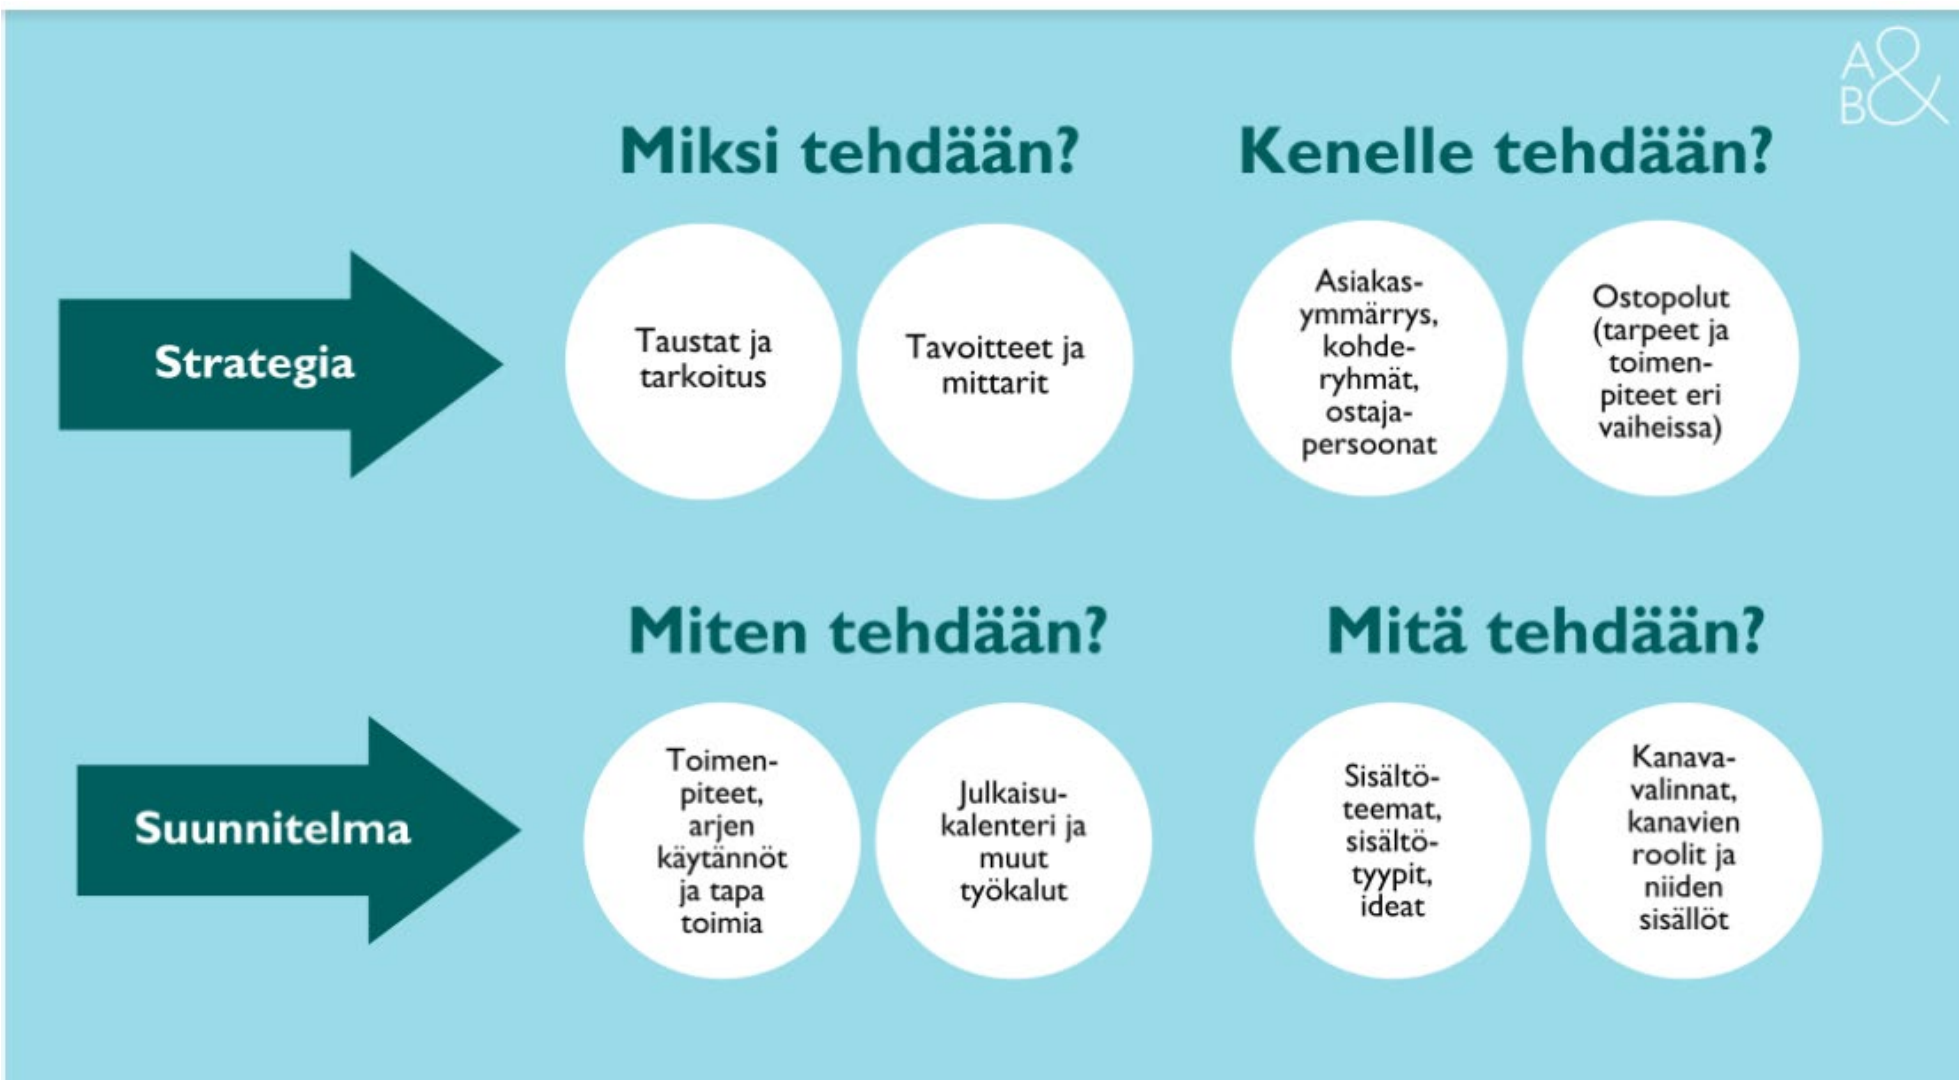 A&B
Miksi tehdään?
Kenelle tehdään?
Strategia
Taustat ja
tarkoitus
Tavoitteet ja
mittarit
Asiakas-
ymmärrys,
kohde-
ryhmät,
ostaja-
persoonat
Ostopolut
(tarpeet ja
toimen-
piteet eri
vaiheissa)
Miten tehdään?
Mitä tehdään?
Suunnitelma
Toimen-
piteet,
arjen
käytännöt
ja tapa
toimia
Julkaisu-
kalenteri ja
muut
työkalut
Sisältö-
teemat,
sisältö-
tyypit,
ideat
Kanava-
valinnat,
kanavien
roolit ja
niiden
sisällöt